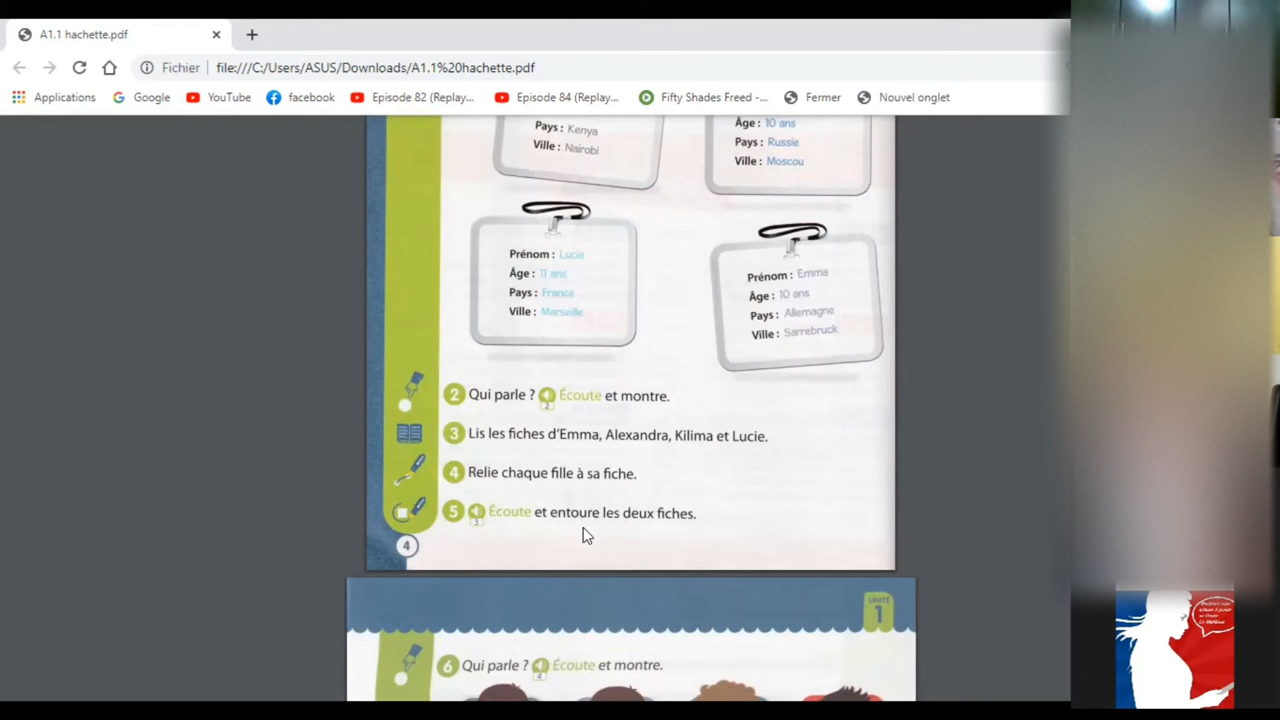 A1.1 hachette.pdf
Fichier file:///C:/Users/ASUS/Downloads/A1.1%20hachette.pdf
Applications Google YouTube facebook Episode 82 (Replay... Episode 84 (Replay... Fifty Shades Freed -... Fermer Nouvel onglet
Pays : Kenya
Ville : Nairobi
Âge : 10 ans
Pays : Russie
Ville : Moscou
Prénom : Lucie
Âge : 11 ans
Pays : France
Ville : Marseille
Prénom : Emma
Âge : 10 ans
Pays : Allemagne
Ville : Sarrebruck
2 Qui parle ? 2 Écoute et montre.
3 Lis les fiches d'Emma, Alexandra, Kilima et Lucie.
4 Relie chaque fille à sa fiche.
5 3 Écoute et entoure les deux fiches.
4
UNITÉ
1
6 Qui parle ? 4 Écoute et montre.